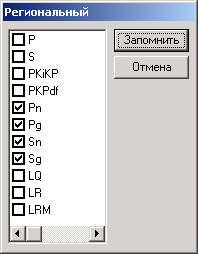 Региональный
P
S
PKiKP
PKPdf
Pn
Pg
Sn
Sg
LQ
LR
LRM
Запомнить
Отмена